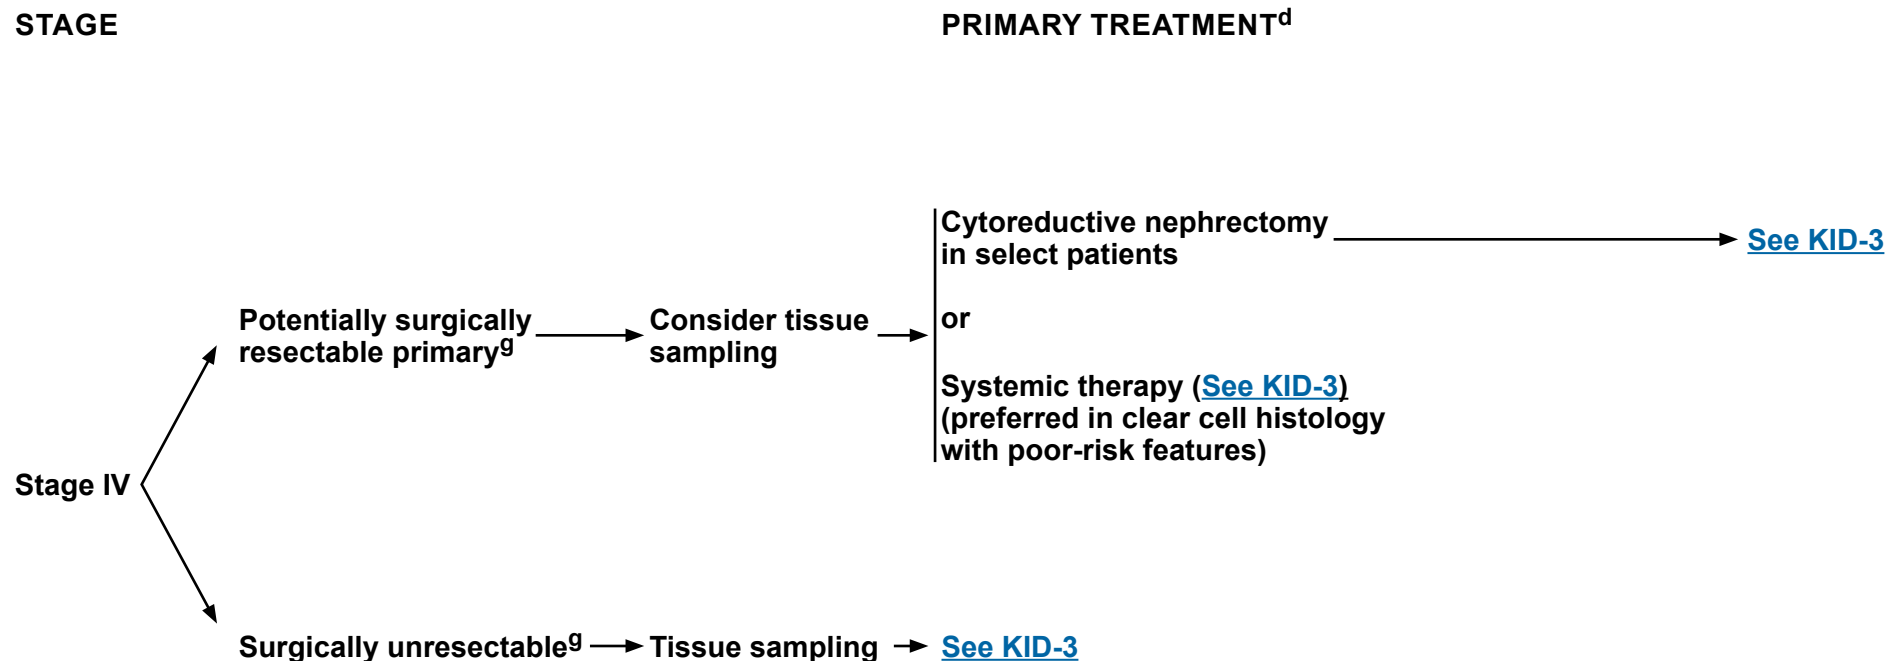 STAGE
PRIMARY TREATMENTd
Cytoreductive nephrectomy
in select patients
See KID-3
or
Systemic therapy (See KID-3)
(preferred in clear cell histology
with poor-risk features)
Potentially surgically
resectable primaryg
Consider tissue
sampling
Stage IV
Surgically unresectableg
Tissue sampling
See KID-3